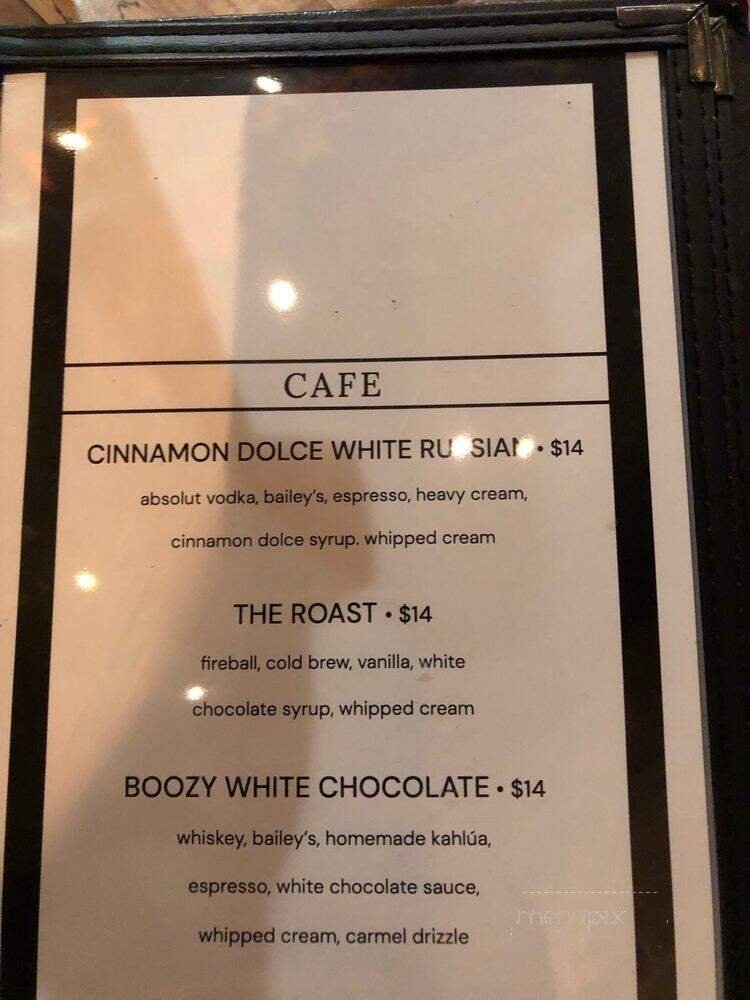 CAFE
CINNAMON DOLCE WHITE RUSSIAN • $14
absolut vodka, bailey's, espresso, heavy cream,
cinnamon dolce syrup. whipped cream
THE ROAST • $14
fireball, cold brew, vanilla, white
chocolate syrup, whipped cream
BOOZY WHITE CHOCOLATE • $14
whiskey, bailey's, homemade kahlúa,
espresso, white chocolate sauce,
whipped cream, carmel drizzle
menupix